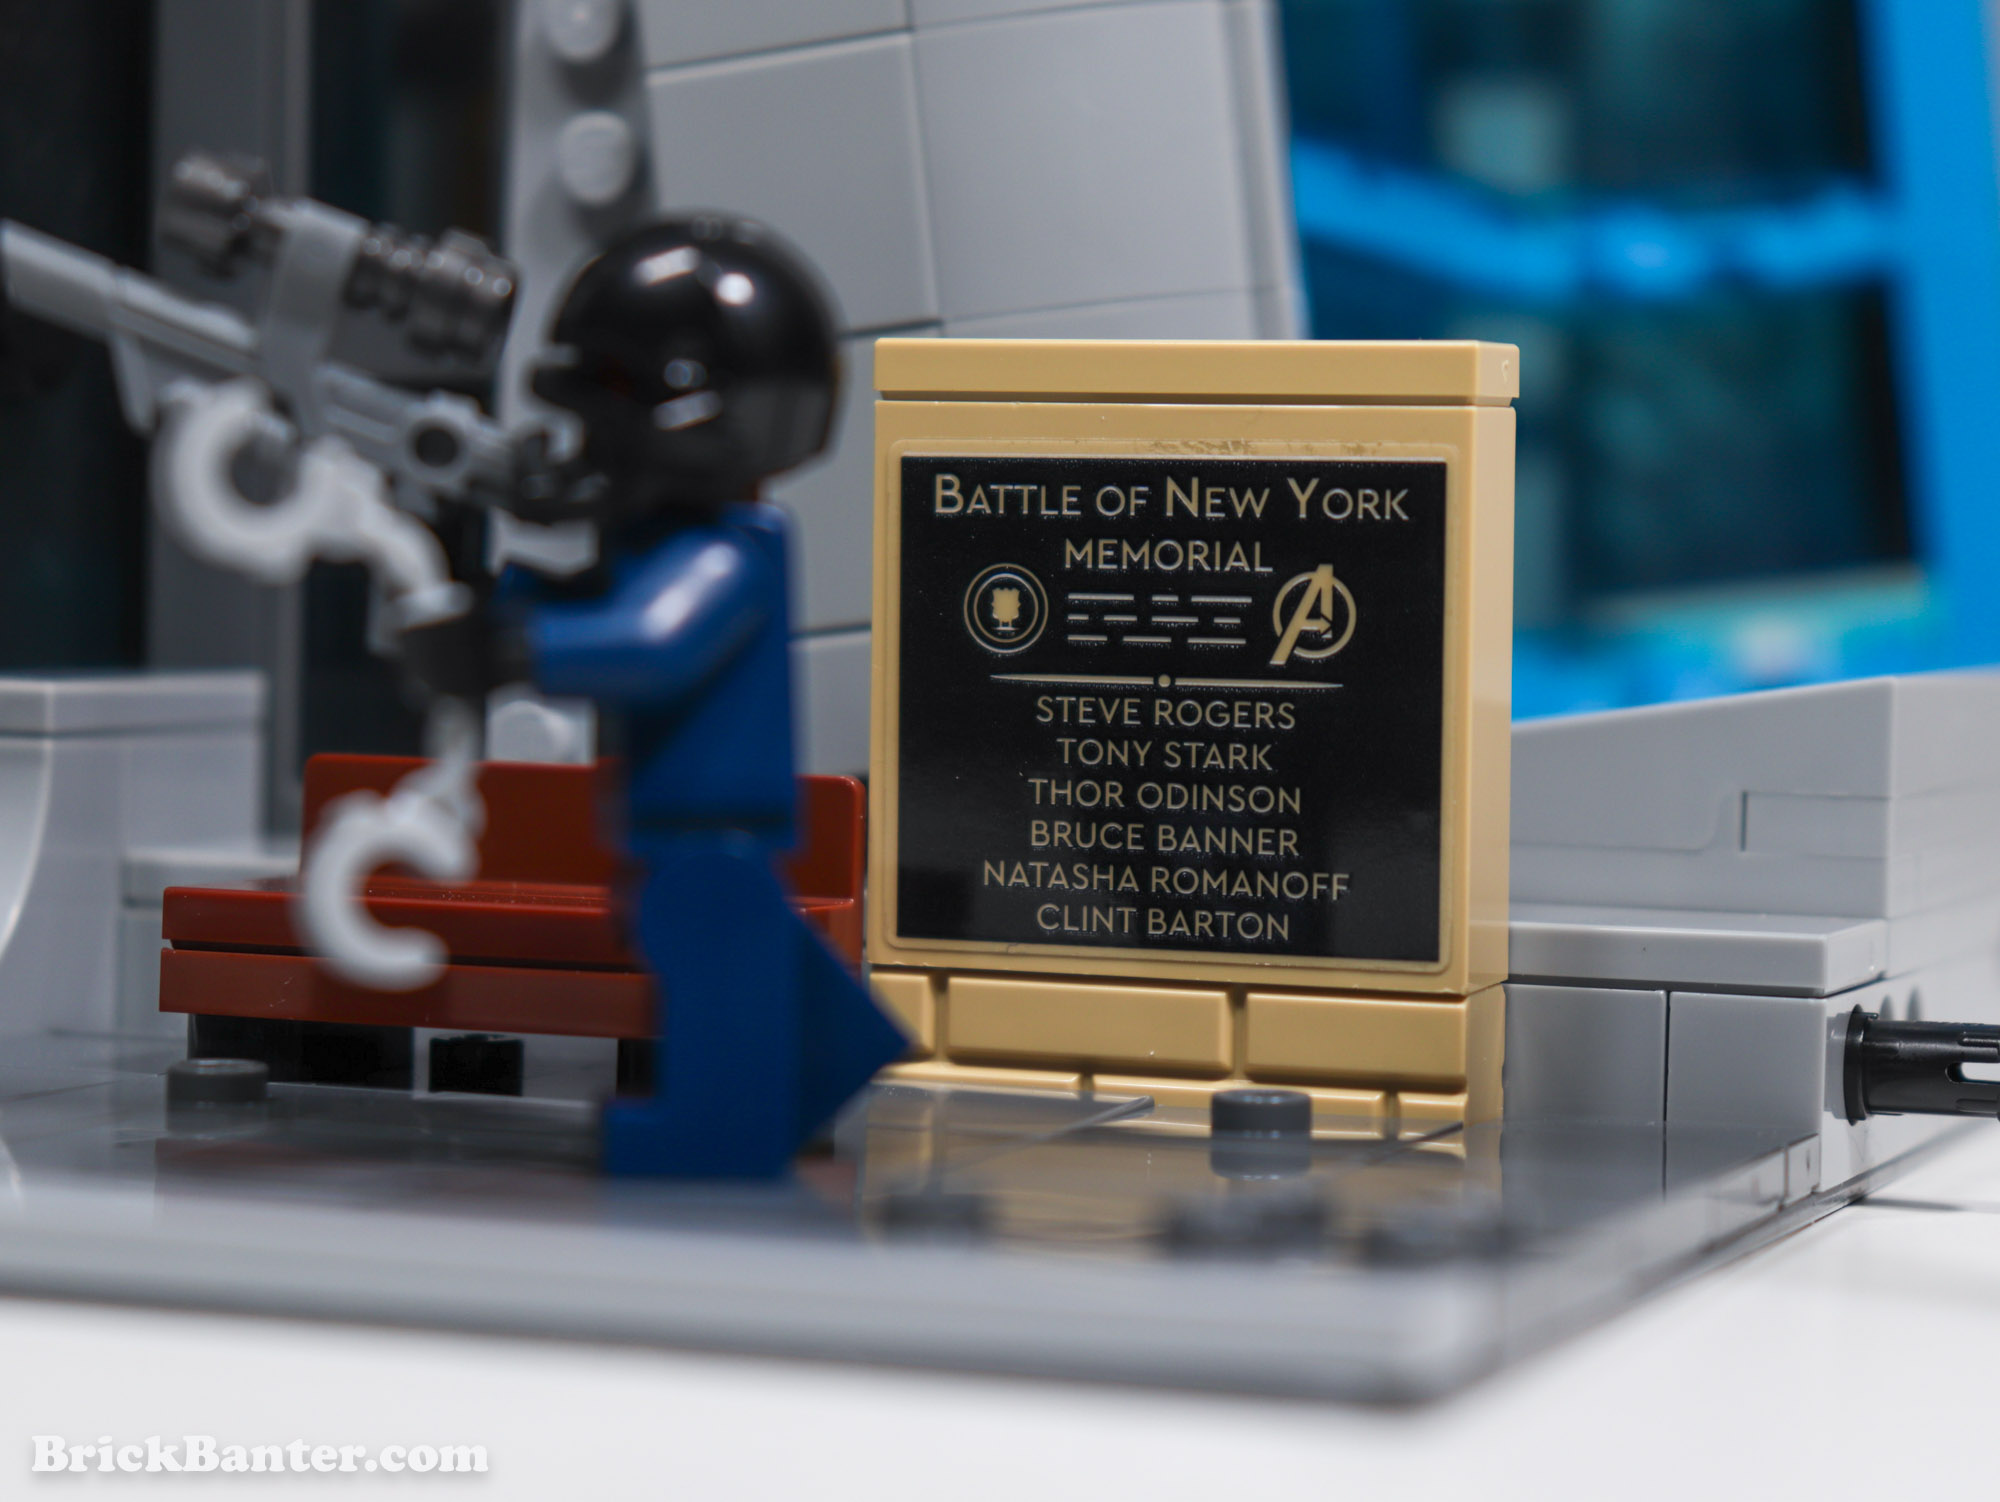 BATTLE OF NEW YORK
MEMORIAL
STEVE ROGERS
TONY STARK
THOR ODINSON
BRUCE BANNER
NATASHA ROMANOFF
CLINT BARTON
BrickBanter.com